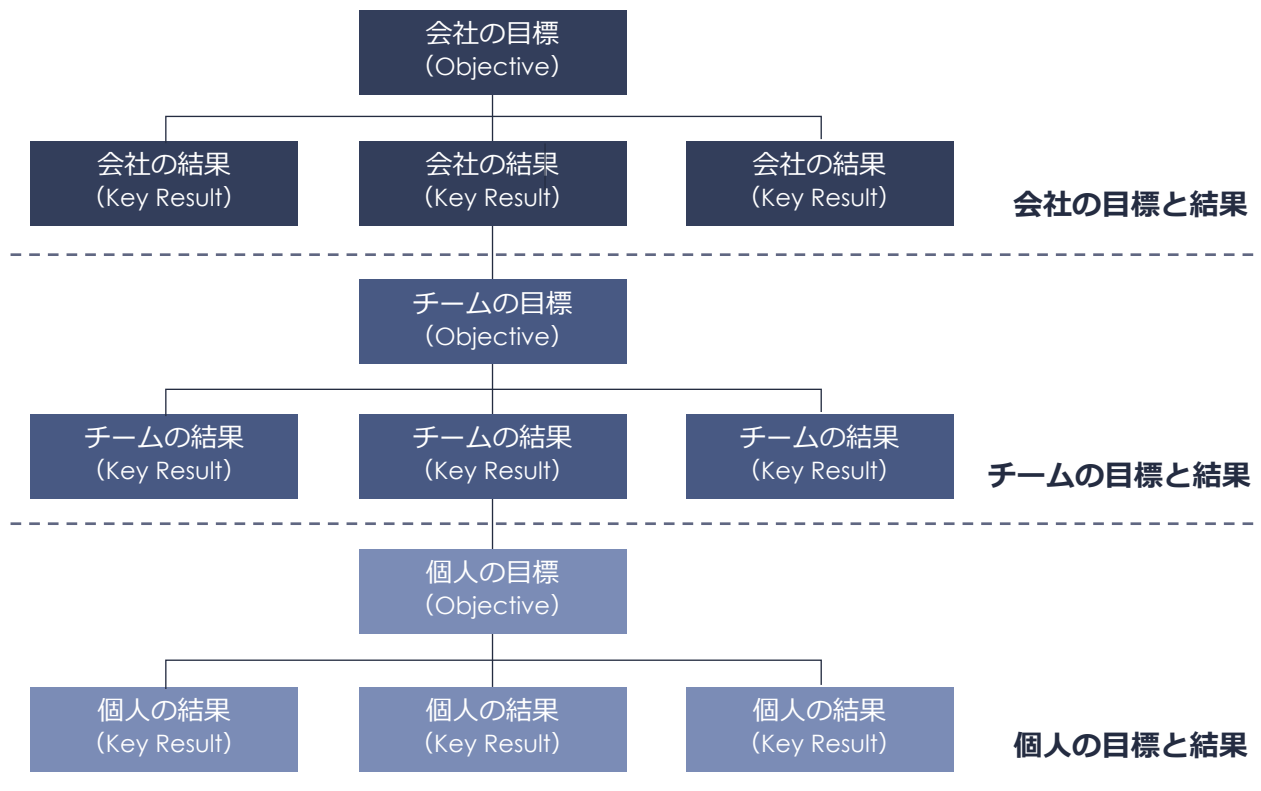 会社の目標
（Objective）
会社の結果
（Key Result）
会社の結果
（Key Result）
会社の結果
（Key Result）
会社の目標と結果
チームの目標
（Objective）
チームの結果
（Key Result）
チームの結果
（Key Result）
チームの結果
（Key Result）
チームの目標と結果
個人の目標
（Objective）
個人の結果
（Key Result）
個人の結果
（Key Result）
個人の結果
（Key Result）
個人の目標と結果